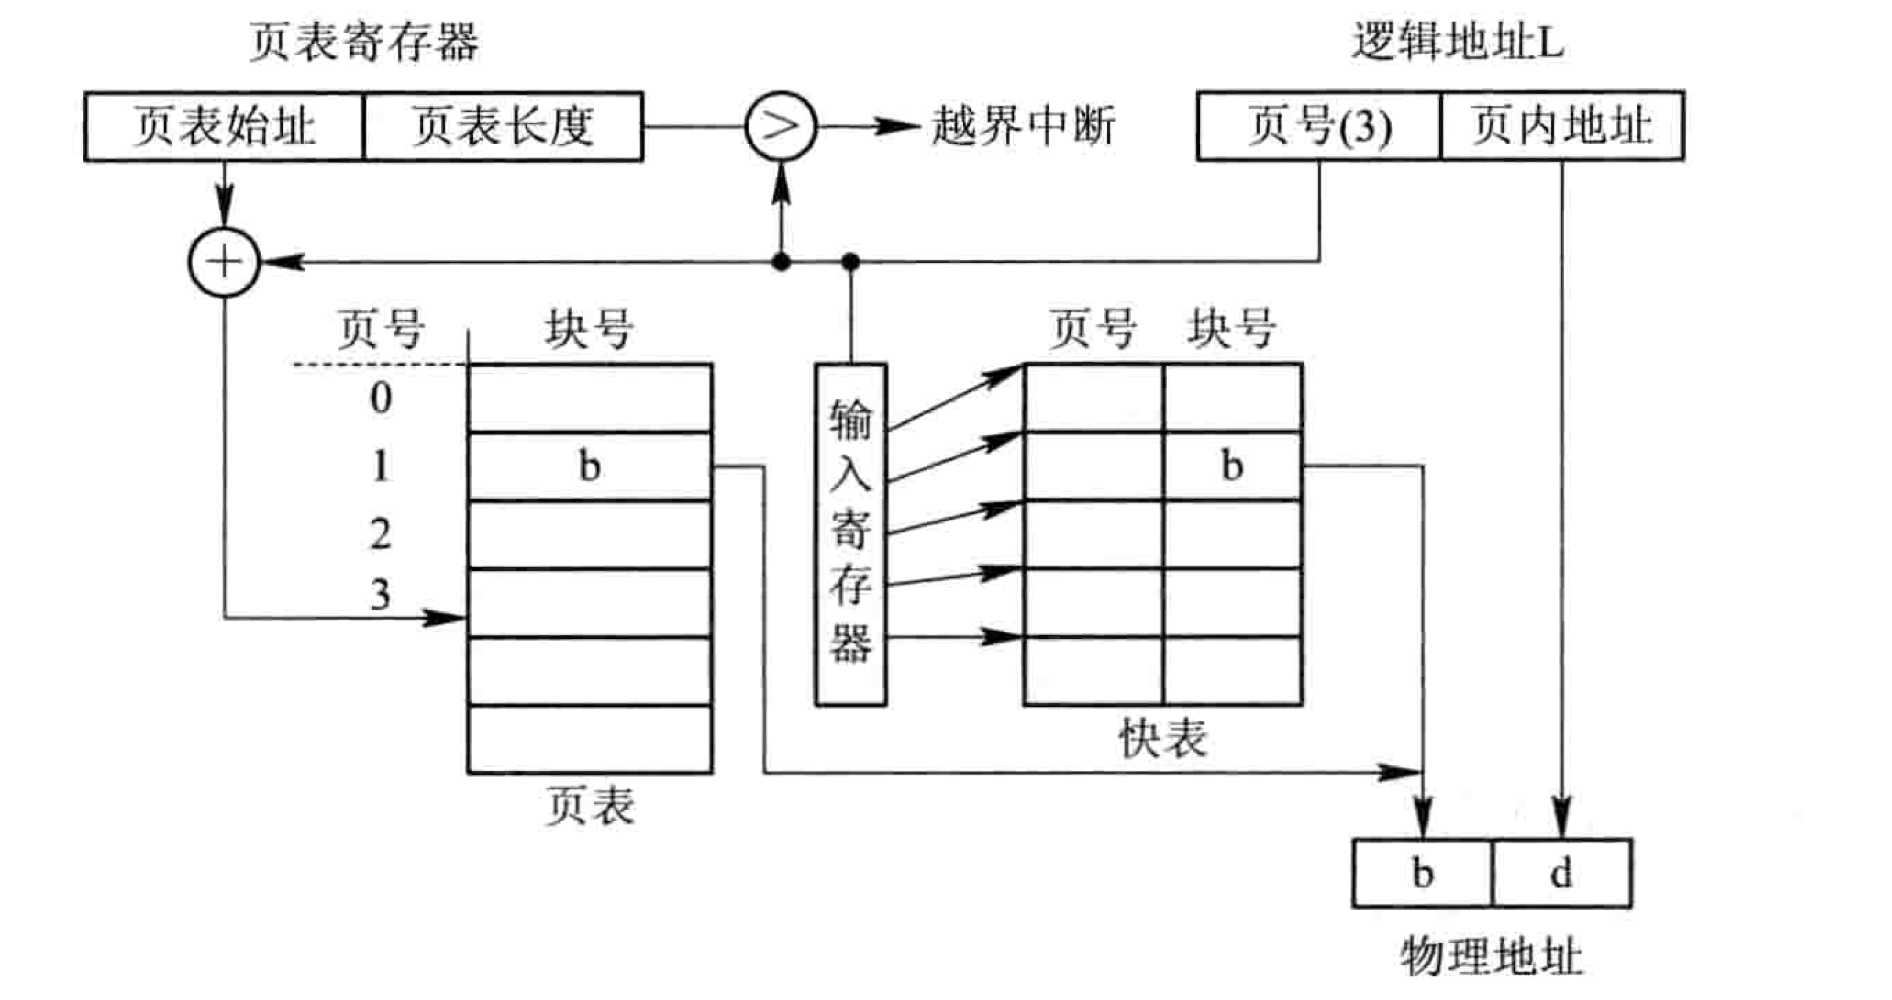 页表寄存器
逻辑地址L
页表始址 页表长度 > 越界中断 页号(3) 页内地址
+
页号 块号 页号 块号
0
1 b b
2
3
输入寄存器
快表
页表
b d
物理地址